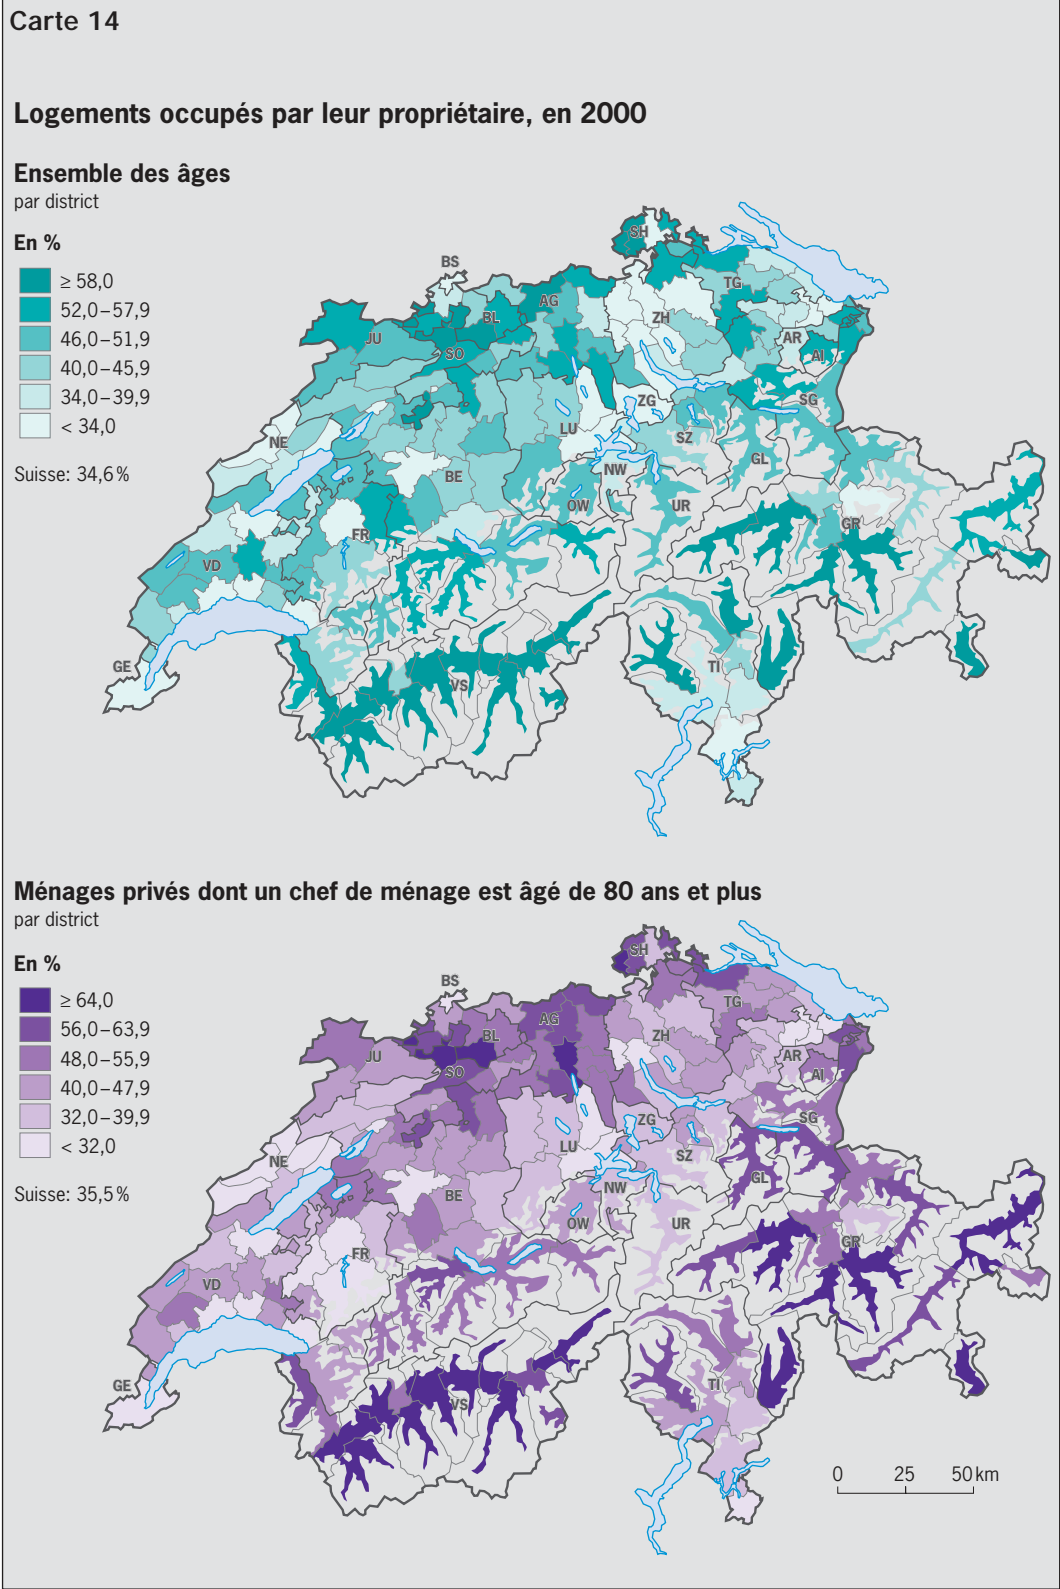 Carte 14
Logements occupés par leur propriétaire, en 2000
Ensemble des âges
par district
En %
≥ 58,0
52,0–57,9
46,0–51,9
40,0–45,9
34,0–39,9
< 34,0
Suisse: 34,6%
SH
BS
TG
AG
BL
ZH
JU
AR
SO
AI
ZG
SG
LU
SZ
NE
GL
NW
BE
OW
UR
GR
FR
VD
GE
TI
VS
Ménages privés dont un chef de ménage est âgé de 80 ans et plus
par district
En %
≥ 64,0
56,0–63,9
48,0–55,9
40,0–47,9
32,0–39,9
< 32,0
Suisse: 35,5%
SH
BS
TG
AG
BL
ZH
JU
AR
SO
AI
ZG
SG
LU
SZ
NE
GL
NW
BE
OW
UR
GR
FR
VD
GE
TI
VS
0 25 50 km